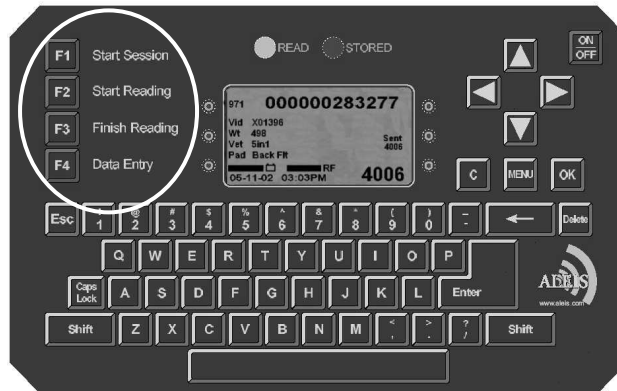 F1 Start Session
F2 Start Reading
F3 Finish Reading
F4 Data Entry
READ STORED
ON
OFF
971 000000283277
Vid X01396
Wt 498
Vet 5in1
Pad Back Flt
Sent
4006
RF
05-11-02 03:03PM 4006
C MENU OK
Esc ! 1 @ 2 # 3 $ 4 % 5 ^ 6 & 7 * 8 ( 9 ) 0 _ - ← Delete
Q W E R T Y U I O P
Caps Lock A S D F G H J K L Enter
ALEIS
www.aleis.com
Shift Z X C V B N M < , > . ? / Shift